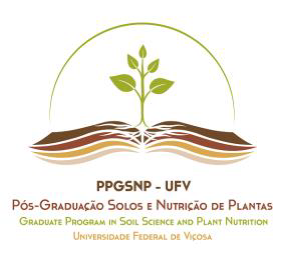 PPGSNP - UFV
PÓS-GRADUAÇÃO SOLOS E NUTRIÇÃO DE PLANTAS
GRADUATE PROGRAM IN SOIL SCIENCE AND PLANT NUTRITION
UNIVERSIDADE FEDERAL DE VIÇOSA